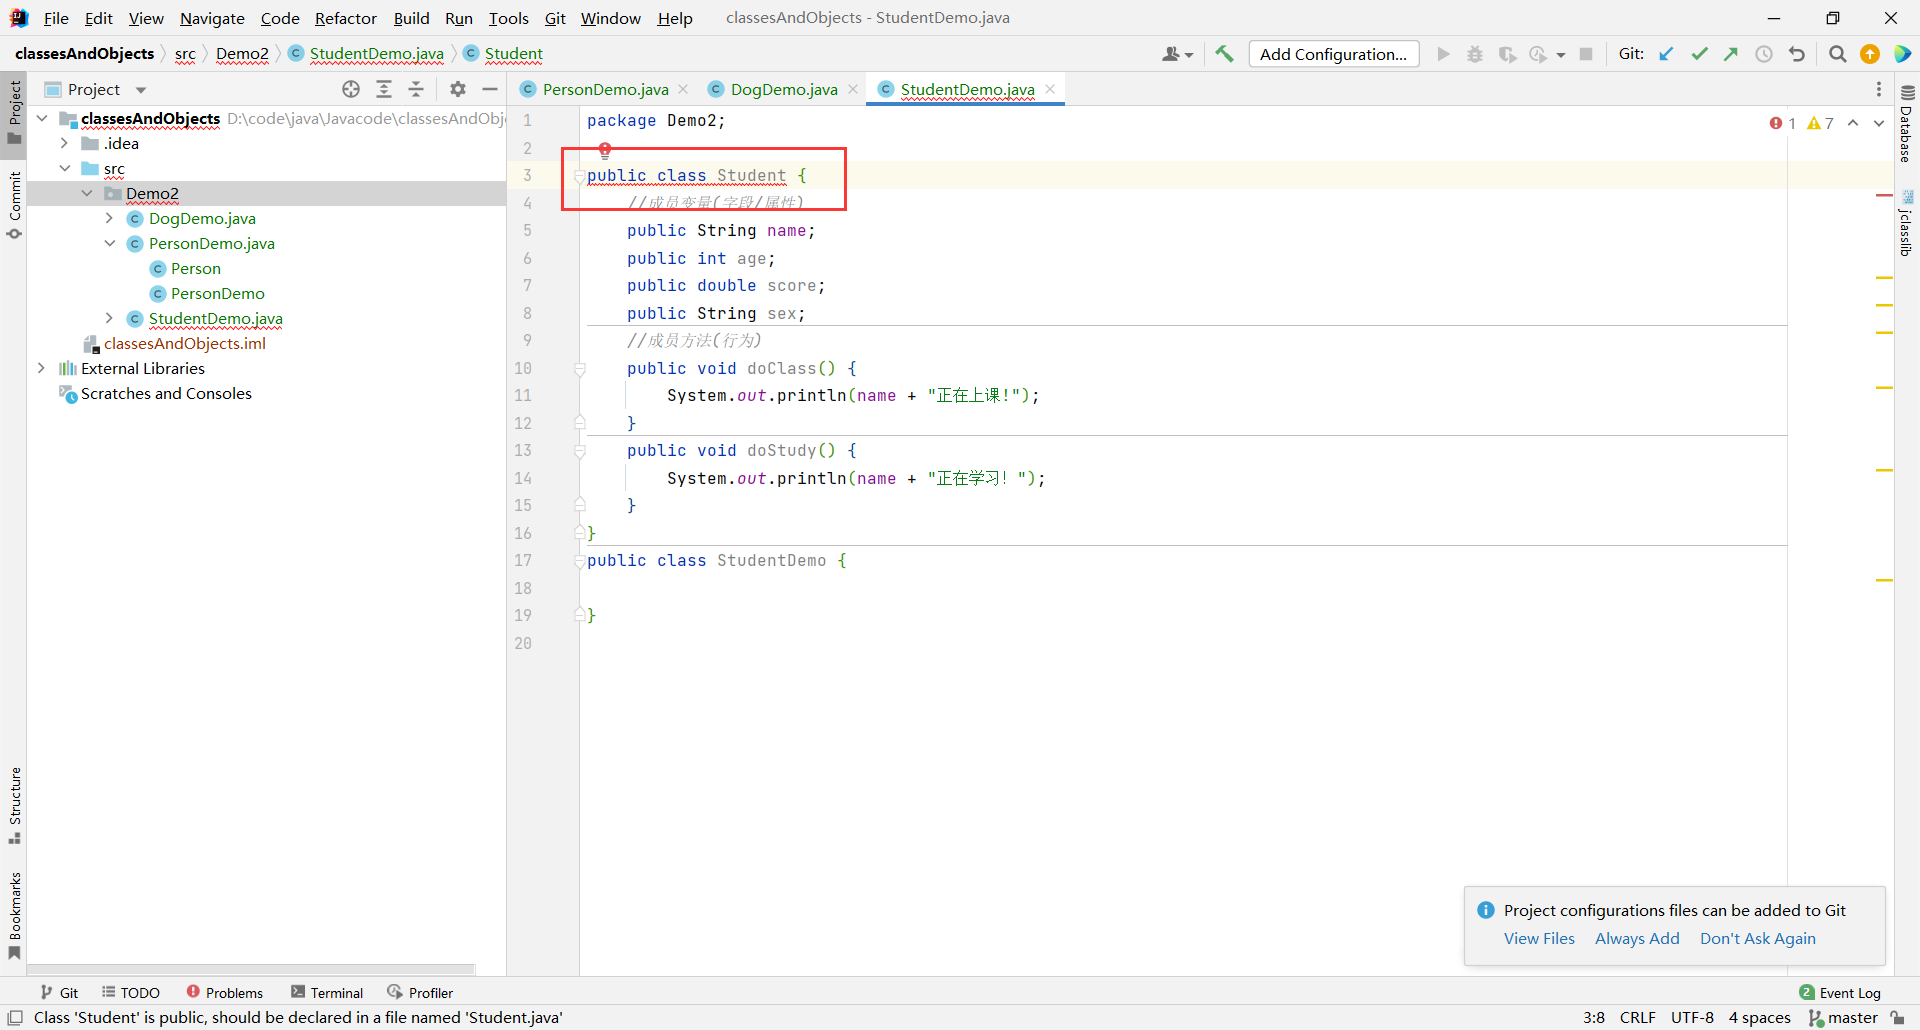 File Edit View Navigate Code Refactor Build Run Tools Git Window Help classesAndObjects - StudentDemo.java
classesAndObjects src Demo2 StudentDemo.java Student
Add Configuration... Git:
Project
PersonDemo.java DogDemo.java StudentDemo.java
Project
Commit
Structure
Bookmarks
classesAndObjects D:\code\java\Javacode\classesAndObj
.idea
src
Demo2
DogDemo.java
PersonDemo.java
Person
PersonDemo
StudentDemo.java
classesAndObjects.iml
External Libraries
Scratches and Consoles
1 package Demo2;
2
3 public class Student {
4 //成员变量(字段/属性)
5 public String name;
6 public int age;
7 public double score;
8 public String sex;
9 //成员方法(行为)
10 public void doClass() {
11 System.out.println(name + "正在上课!");
12 }
13 public void doStudy() {
14 System.out.println(name + "正在学习! ");
15 }
16 }
17 public class StudentDemo {
18
19 }
20
1 7
Database
jclasslib
Project configurations files can be added to Git
View Files Always Add Don't Ask Again
Git TODO Problems Terminal Profiler
2 Event Log
Class 'Student' is public, should be declared in a file named 'Student.java'
3:8 CRLF UTF-8 4 spaces master